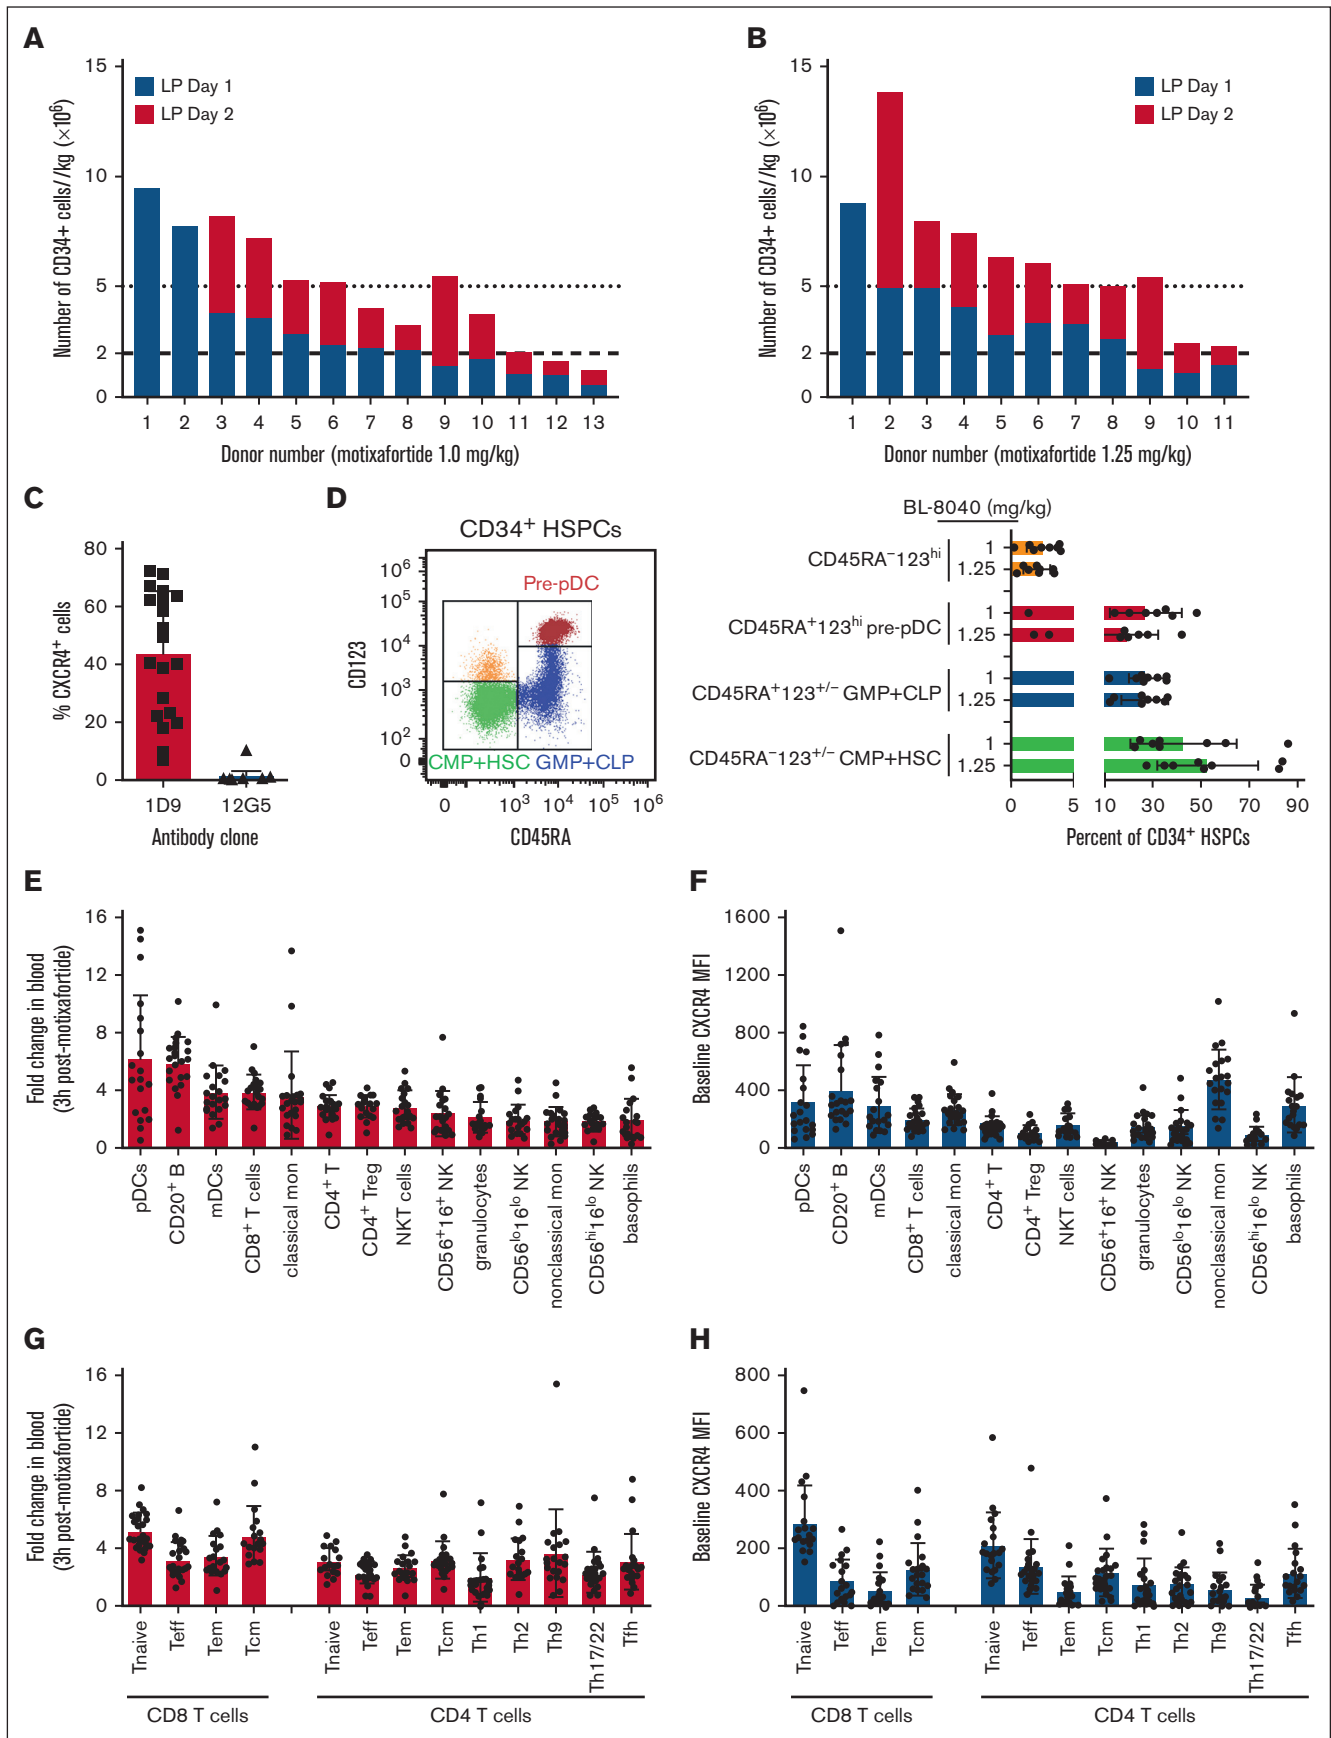 A
15
10
5
2
0
Number of CD34+ cells//kg (×10⁶)
LP Day 1
LP Day 2
1 2 3 4 5 6 7 8 9 10 11 12 13
Donor number (motixafortide 1.0 mg/kg)
B
15
10
5
2
0
Number of CD34+ cells//kg (×10⁶)
LP Day 1
LP Day 2
1 2 3 4 5 6 7 8 9 10 11
Donor number (motixafortide 1.25 mg/kg)
C
80
60
40
20
0
% CXCR4⁺ cells
1D9 12G5
Antibody clone
D
CD34⁺ HSPCs
10⁶
10⁵
10⁴
10³
10²
0
CD123
Pre-pDC
CMP+HSC GMP+CLP
0 10³ 10⁴ 10⁵ 10⁶
CD45RA
BL-8040 (mg/kg)
CD45RA⁻123ʰⁱ
1
1.25
CD45RA⁺123ʰⁱ pre-pDC
1
1.25
CD45RA⁺123⁺/⁻ GMP+CLP
1
1.25
CD45RA⁻123⁺/⁻ CMP+HSC
1
1.25
0 5 10 30 50 70 90
Percent of CD34⁺ HSPCs
E
16
12
8
4
0
Fold change in blood
(3h post-motixafortide)
pDCs
CD20⁺ B
mDCs
CD8⁺ T cells
classical mon
CD4⁺ T
CD4⁺ Treg
NKT cells
CD56⁺16⁺ NK
granulocytes
CD56ˡᵒ16ˡᵒ NK
nonclassical mon
CD56ʰⁱ16ˡᵒ NK
basophils
F
1600
1200
800
400
0
Baseline CXCR4 MFI
pDCs
CD20⁺ B
mDCs
CD8⁺ T cells
classical mon
CD4⁺ T
CD4⁺ Treg
NKT cells
CD56⁺16⁺ NK
granulocytes
CD56ˡᵒ16ˡᵒ NK
nonclassical mon
CD56ʰⁱ16ˡᵒ NK
basophils
G
16
12
8
4
0
Fold change in blood
(3h post-motixafortide)
Tnaive
Teff
Tem
Tcm
Tnaive
Teff
Tem
Tcm
Th1
Th2
Th9
Th17/22
Tfh
CD8 T cells
CD4 T cells
H
800
600
400
200
0
Baseline CXCR4 MFI
Tnaive
Teff
Tem
Tcm
Tnaive
Teff
Tem
Tcm
Th1
Th2
Th9
Th17/22
Tfh
CD8 T cells
CD4 T cells